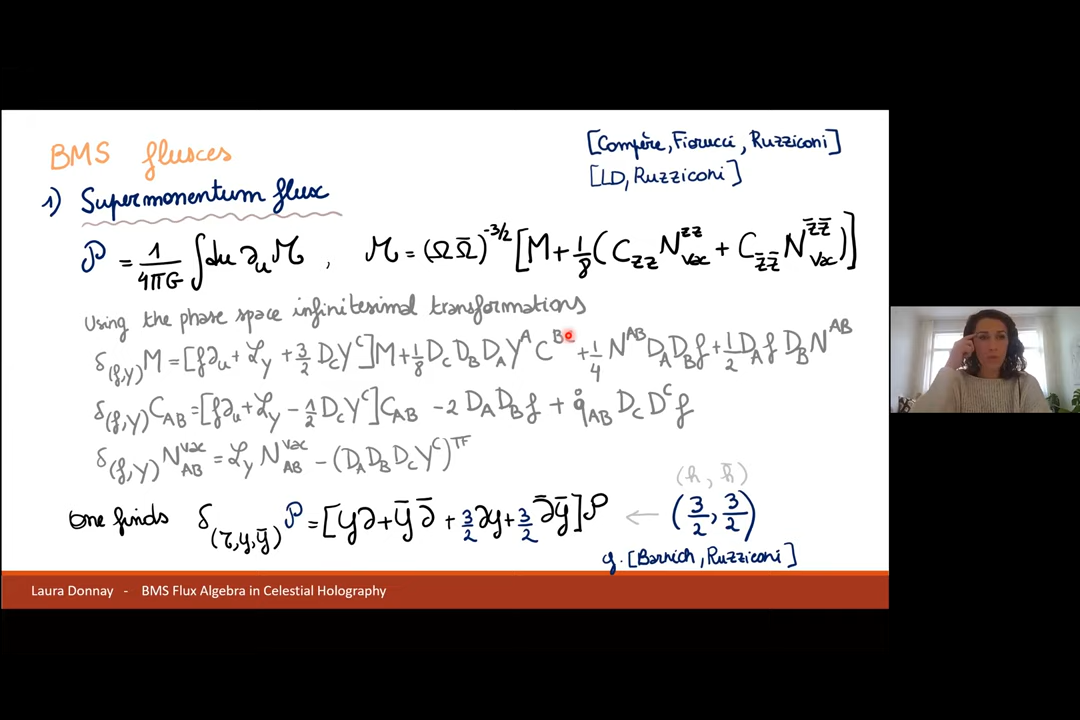 BMS fluxes
[Compère, Fiorucci, Ruzziconi]
[LD, Ruzziconi]
1) Supermomentum flux
𝒫 = 1/4πG ∫du ∂_u ℳ , ℳ = (Ω Ω̄)^{-3/2} [M + 1/8 (C_{zz} N^{zz}_{vac} + C_{z̄z̄} N^{z̄z̄}_{vac})]
Using the phase space infinitesimal transformations
δ_{(f,Y)} M = [f∂_u + ℒ_Y + 3/2 D_C Y^C] M + 1/8 D_C D_B D_A Y^A C^{BC} + 1/4 N^{AB} D_A D_B f + 1/2 D_A f D_B N^{AB}
δ_{(f,Y)} C_{AB} = [f∂_u + ℒ_Y - 1/2 D_C Y^C] C_{AB} - 2 D_A D_B f + q̊_{AB} D_C D^C f
δ_{(f,Y)} N^{vac}_{AB} = ℒ_Y N^{vac}_{AB} - (D_A D_B D_C Y^C)^{TF}
(h, h̄)
One finds δ_{(τ,y,ȳ)} 𝒫 = [y∂ + ȳ∂̄ + 3/2 ∂y + 3/2 ∂̄ȳ] 𝒫 ← (3/2, 3/2)
cf. [Barnich, Ruzziconi]
Laura Donnay - BMS Flux Algebra in Celestial Holography